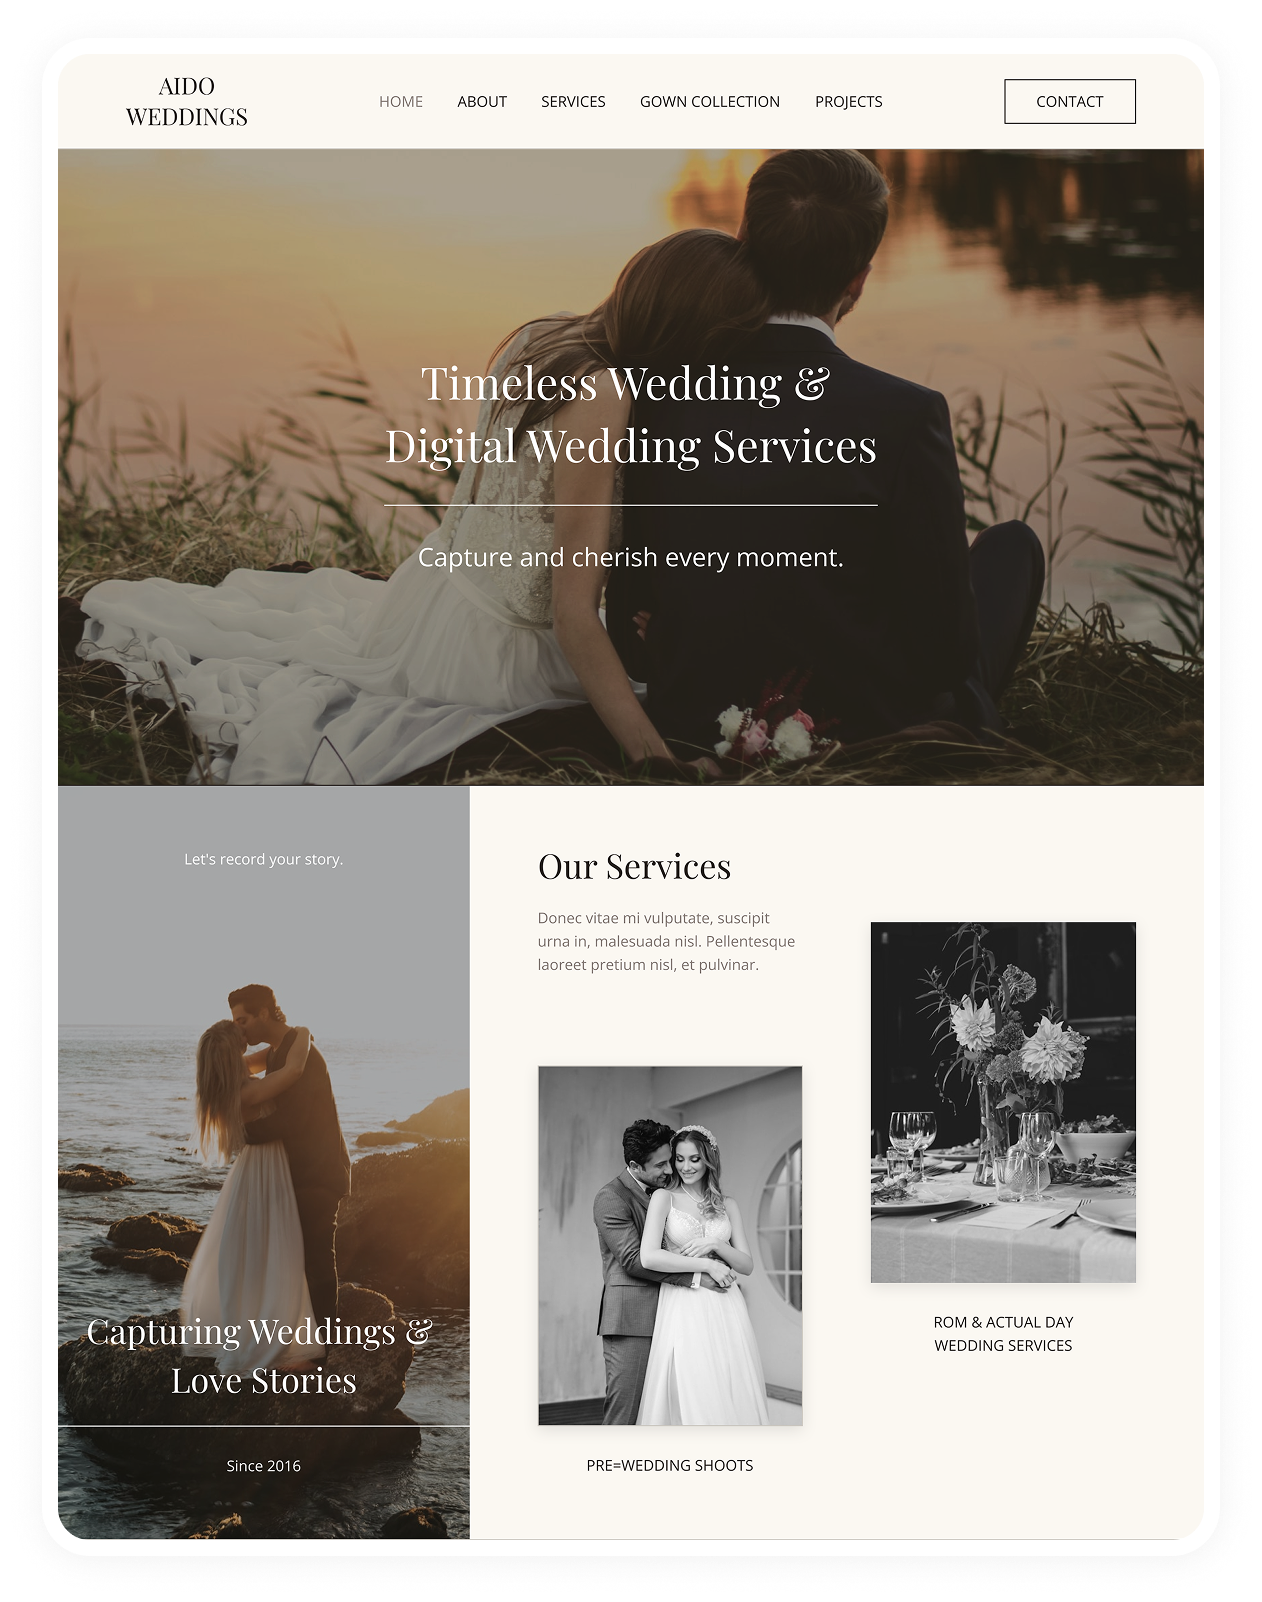 AIDO
WEDDINGS
HOME
ABOUT
SERVICES
GOWN COLLECTION
PROJECTS
CONTACT
Timeless Wedding &
Digital Wedding Services
Capture and cherish every moment.
Let's record your story.
Capturing Weddings &
Love Stories
Since 2016
Our Services
Donec vitae mi vulputate, suscipit
urna in, malesuada nisl. Pellentesque
laoreet pretium nisl, et pulvinar.
PRE=WEDDING SHOOTS
ROM & ACTUAL DAY
WEDDING SERVICES